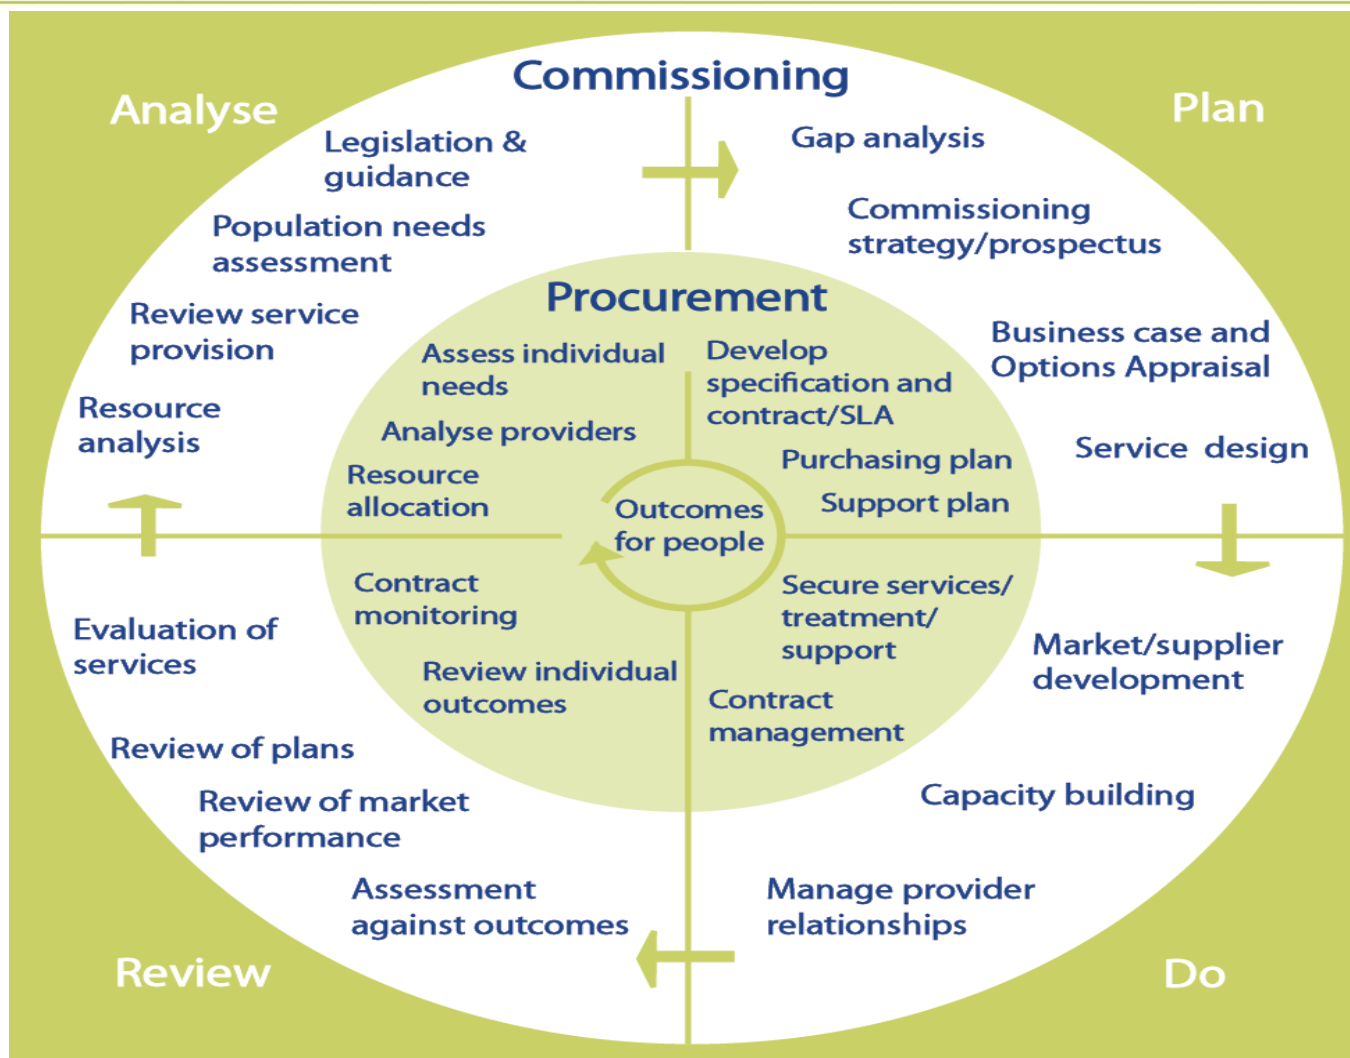 Commissioning
Analyse
Legislation &
guidance
Population needs
assessment
Review service
provision
Resource
analysis
Plan
Gap analysis
Commissioning
strategy/prospectus
Business case and
Options Appraisal
Service design
Procurement
Assess individual
needs
Analyse providers
Resource
allocation
Develop
specification and
contract/SLA
Purchasing plan
Support plan
Outcomes
for people
Contract
monitoring
Review individual
outcomes
Secure services/
treatment/
support
Contract
management
Evaluation of
services
Review of plans
Review of market
performance
Assessment
against outcomes
Review
Market/supplier
development
Capacity building
Manage provider
relationships
Do